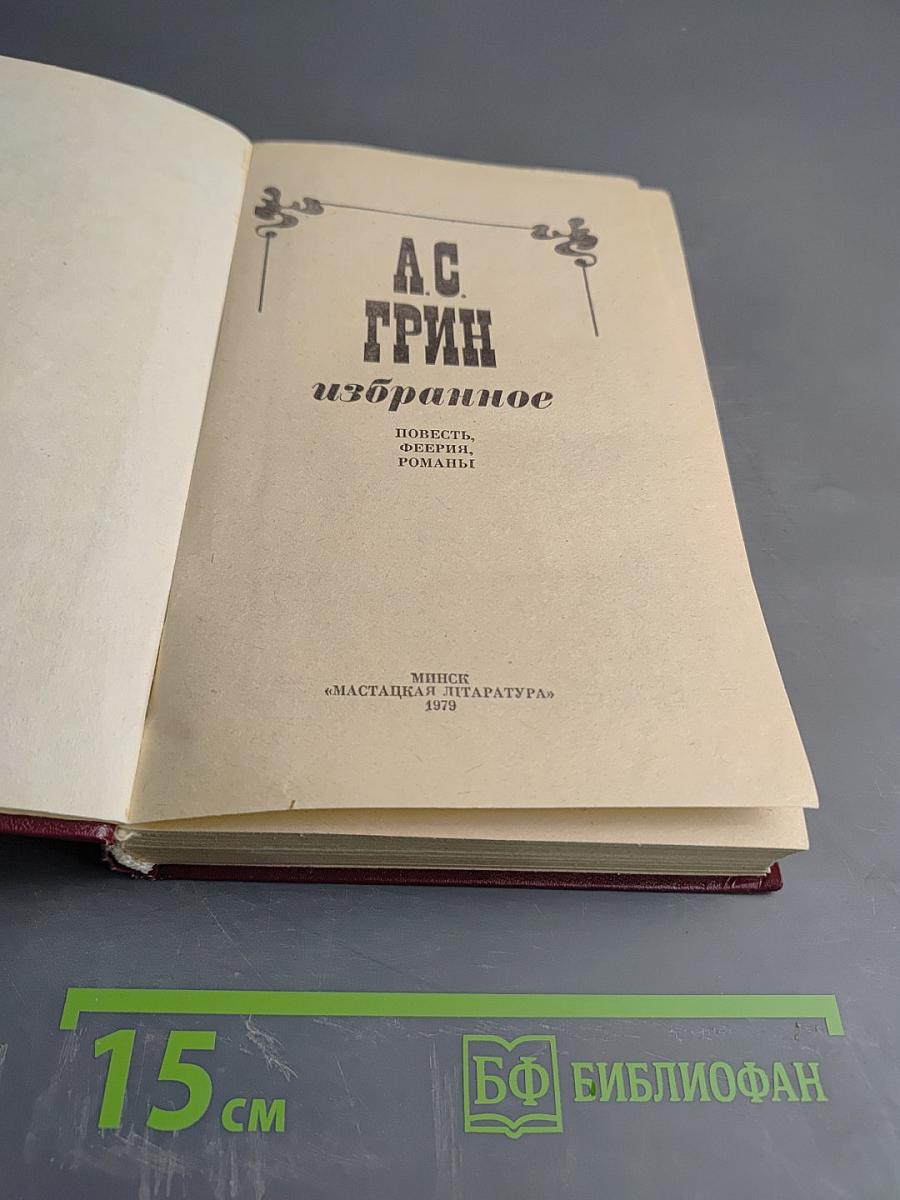 А.С.
ГРИН
избранное
ПОВЕСТЬ,
ФЕЕРИЯ,
РОМАНЫ
МИНСК
«МАСТАЦКАЯ ЛІТАРАТУРА»
1979
15 см
БФ БИБЛИОФАН